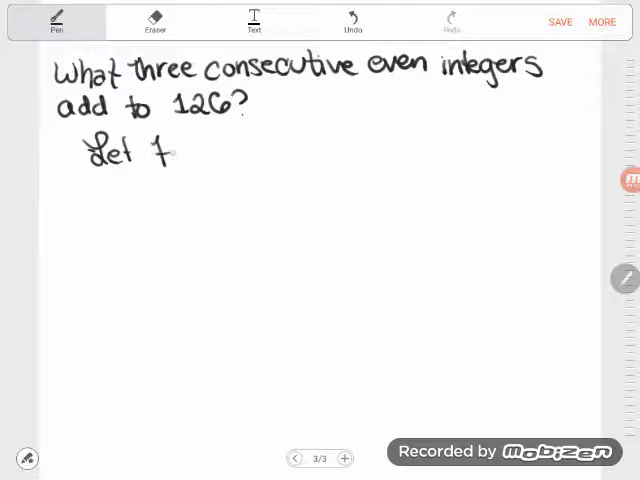 Pen Eraser Text Undo Redo SAVE MORE
What three consecutive even integers
add to 126?
Let
3/3
Recorded by MOBIZEN